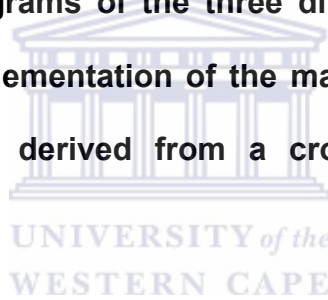 grams of the three di
ementation of the ma
derived from a cro
UNIVERSITY of the
WESTERN CAPE